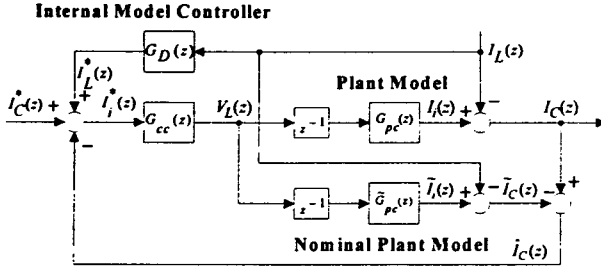 Internal Model Controller
G_D(z)
I_L(z)
I_L^*(z)
Plant Model
I_C^*(z) +
+
I_i^*(z)
G_cc(z)
V_L(z)
z^-1
G_pc(z)
I_i(z) +
−
I_C(z)
−
z^-1
G̃_pc(z)
Ĩ_i(z) +
−
Ĩ_C(z) −
+
Nominal Plant Model
Î_C(z)